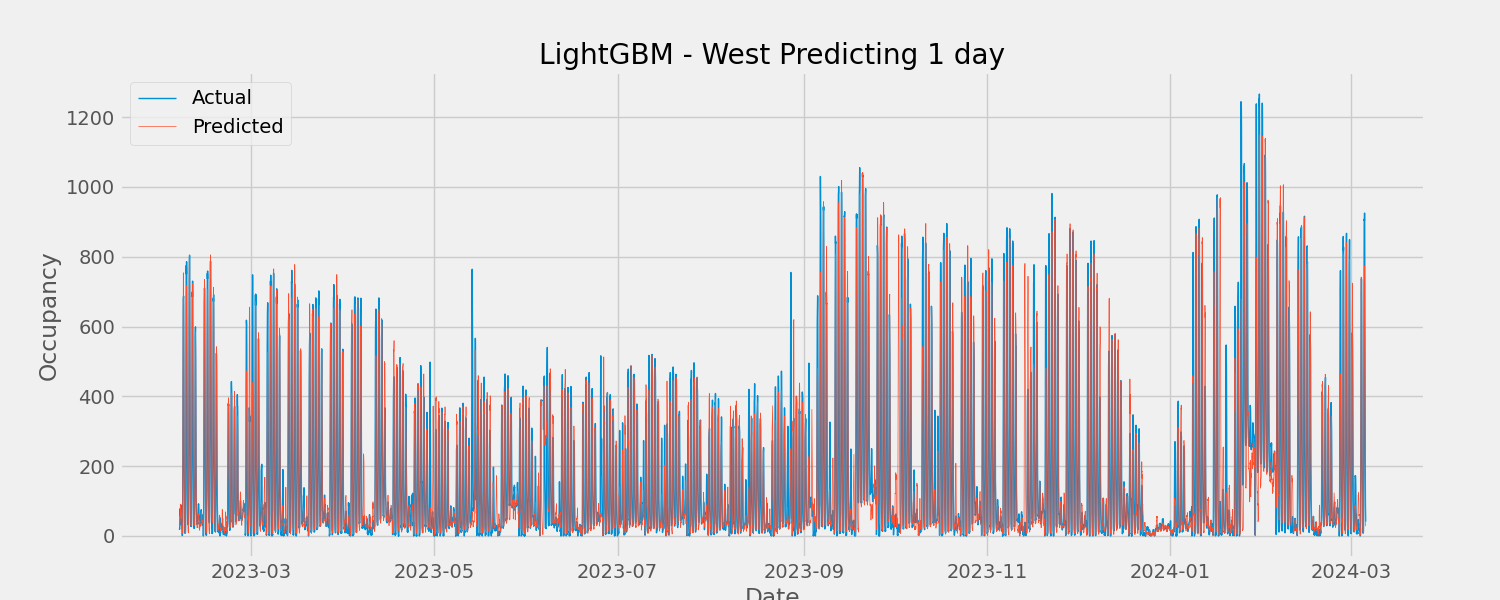 LightGBM - West Predicting 1 day
Actual
Predicted
1200
1000
800
600
400
200
0
Occupancy
2023-03 2023-05 2023-07 2023-09 2023-11 2024-01 2024-03
Date